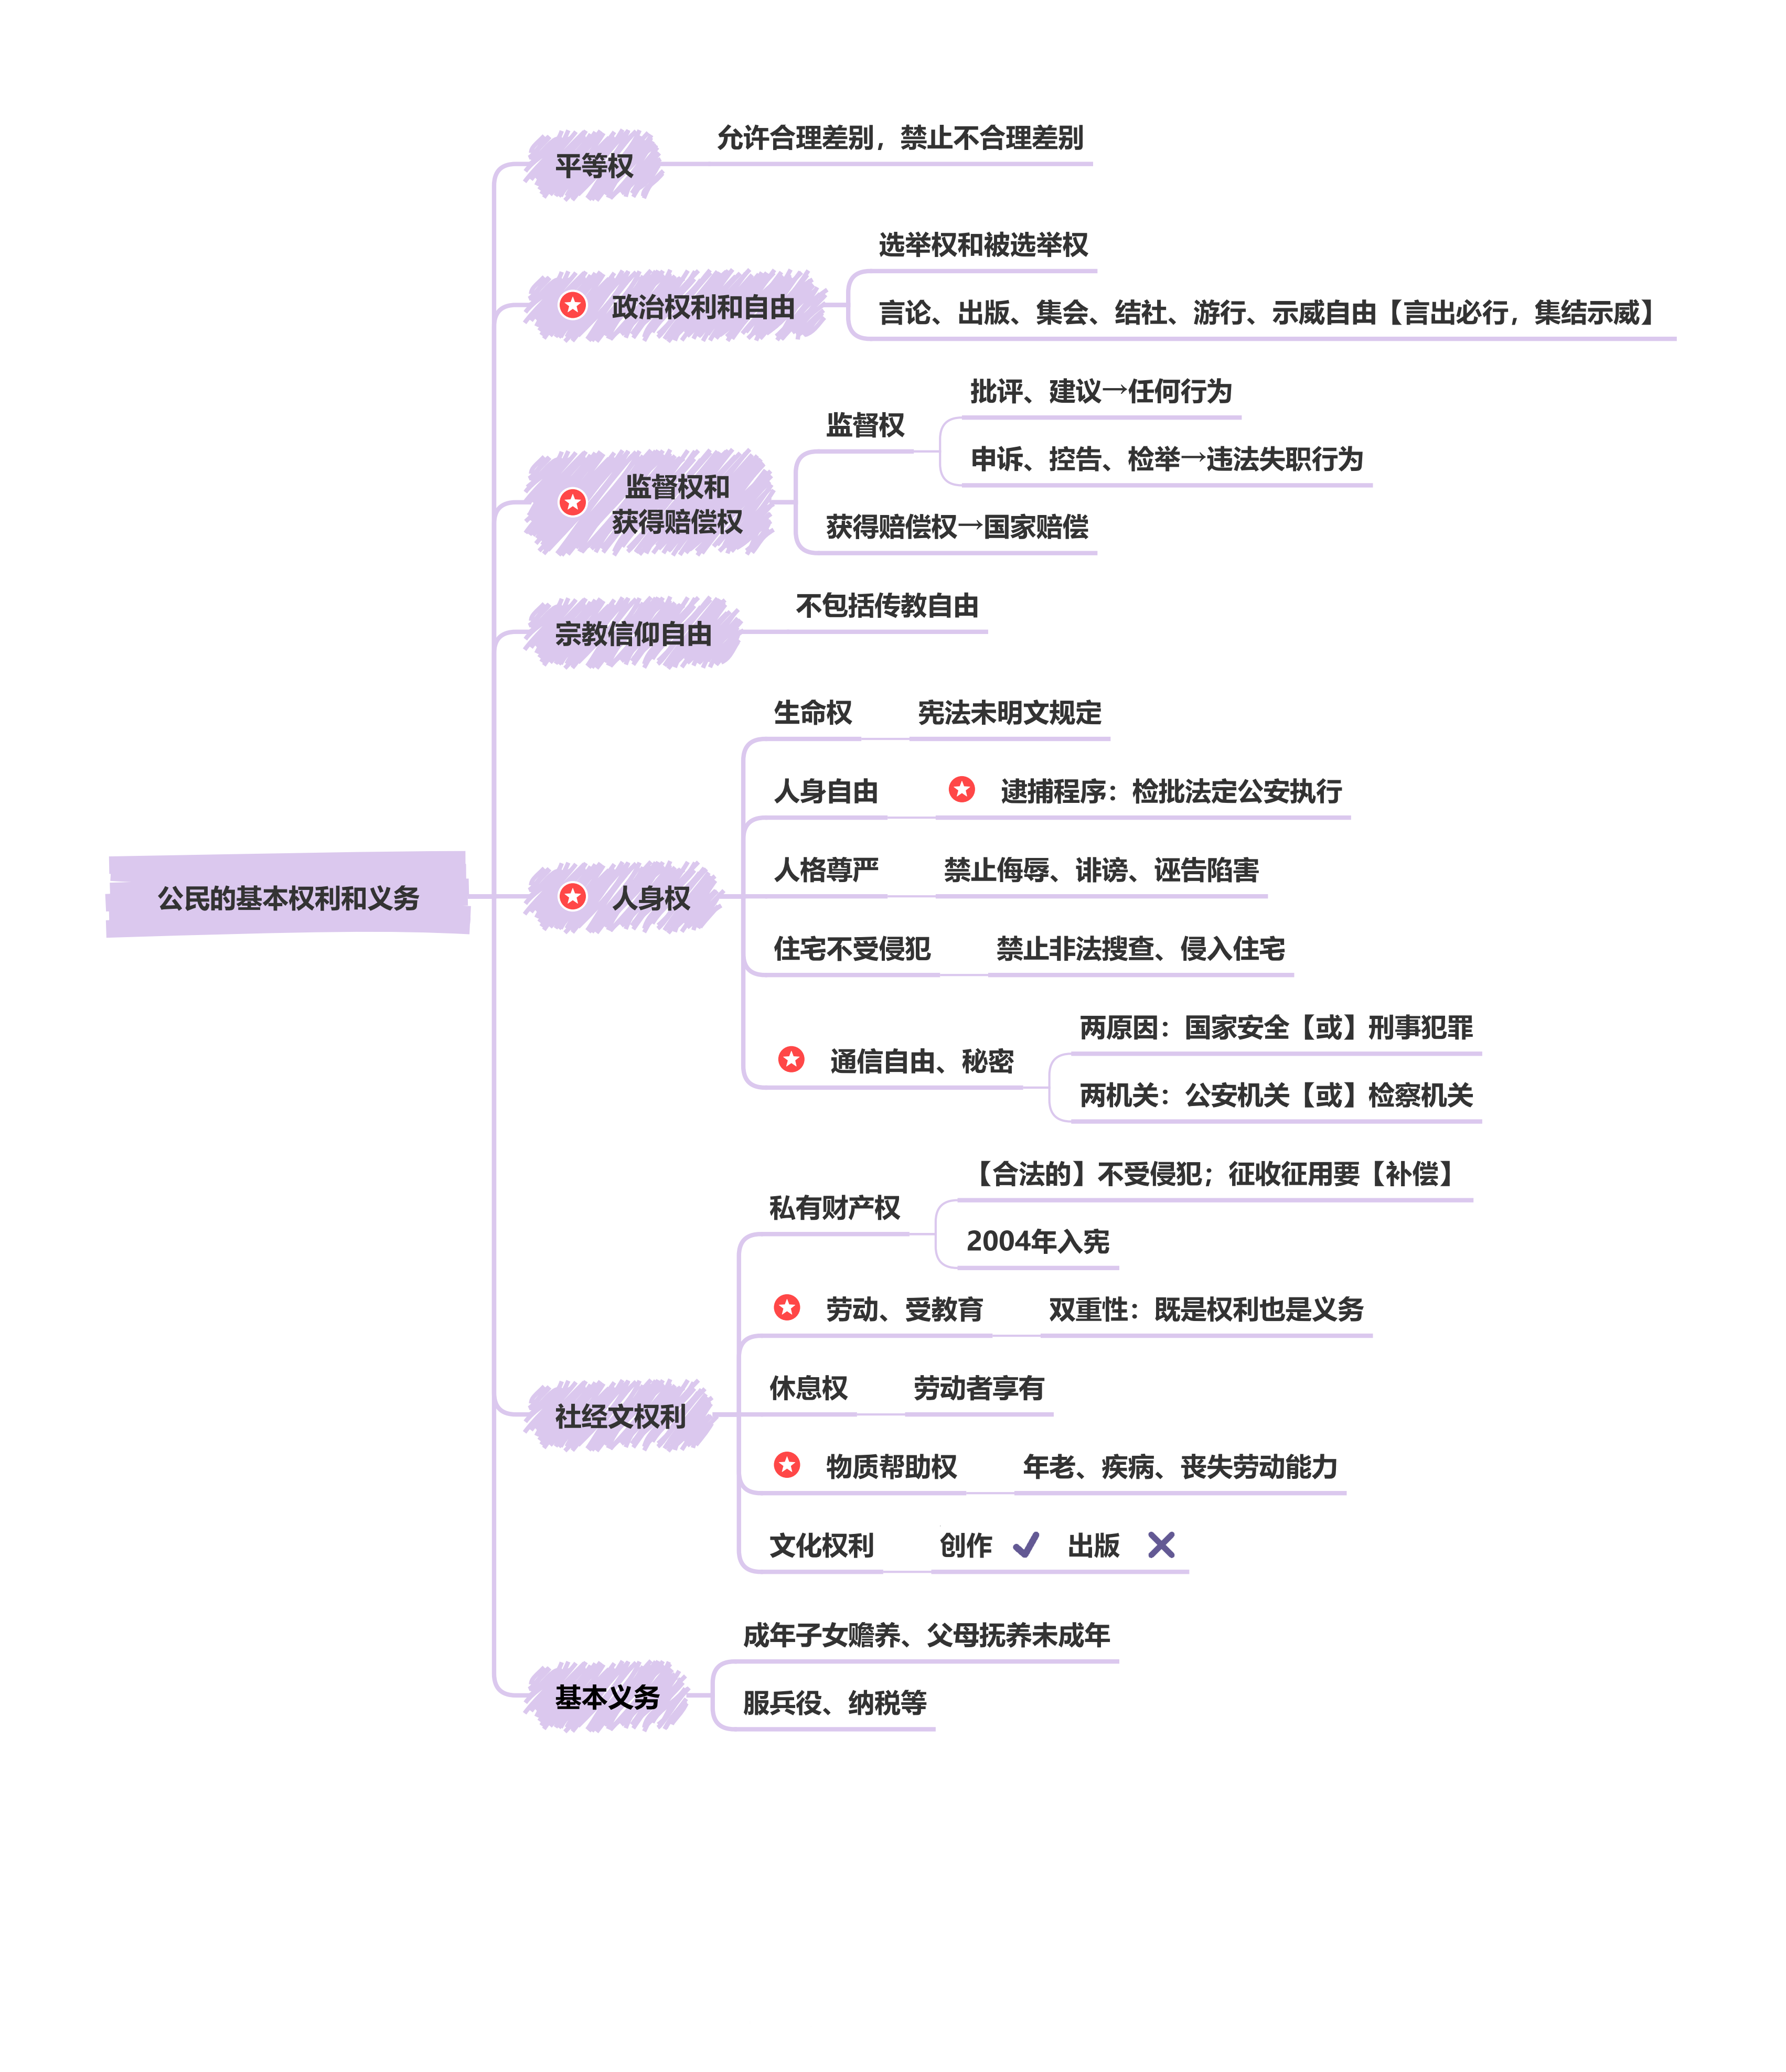 公民的基本权利和义务
平等权
允许合理差别，禁止不合理差别
政治权利和自由
选举权和被选举权
言论、出版、集会、结社、游行、示威自由【言出必行，集结示威】
监督权和
获得赔偿权
监督权
批评、建议→任何行为
申诉、控告、检举→违法失职行为
获得赔偿权→国家赔偿
宗教信仰自由
不包括传教自由
人身权
生命权
宪法未明文规定
人身自由
逮捕程序：检批法定公安执行
人格尊严
禁止侮辱、诽谤、诬告陷害
住宅不受侵犯
禁止非法搜查、侵入住宅
通信自由、秘密
两原因：国家安全【或】刑事犯罪
两机关：公安机关【或】检察机关
社经文权利
私有财产权
【合法的】不受侵犯；征收征用要【补偿】
2004年入宪
劳动、受教育
双重性：既是权利也是义务
休息权
劳动者享有
物质帮助权
年老、疾病、丧失劳动能力
文化权利
创作 ✓ 出版 ✕
基本义务
成年子女赡养、父母抚养未成年
服兵役、纳税等